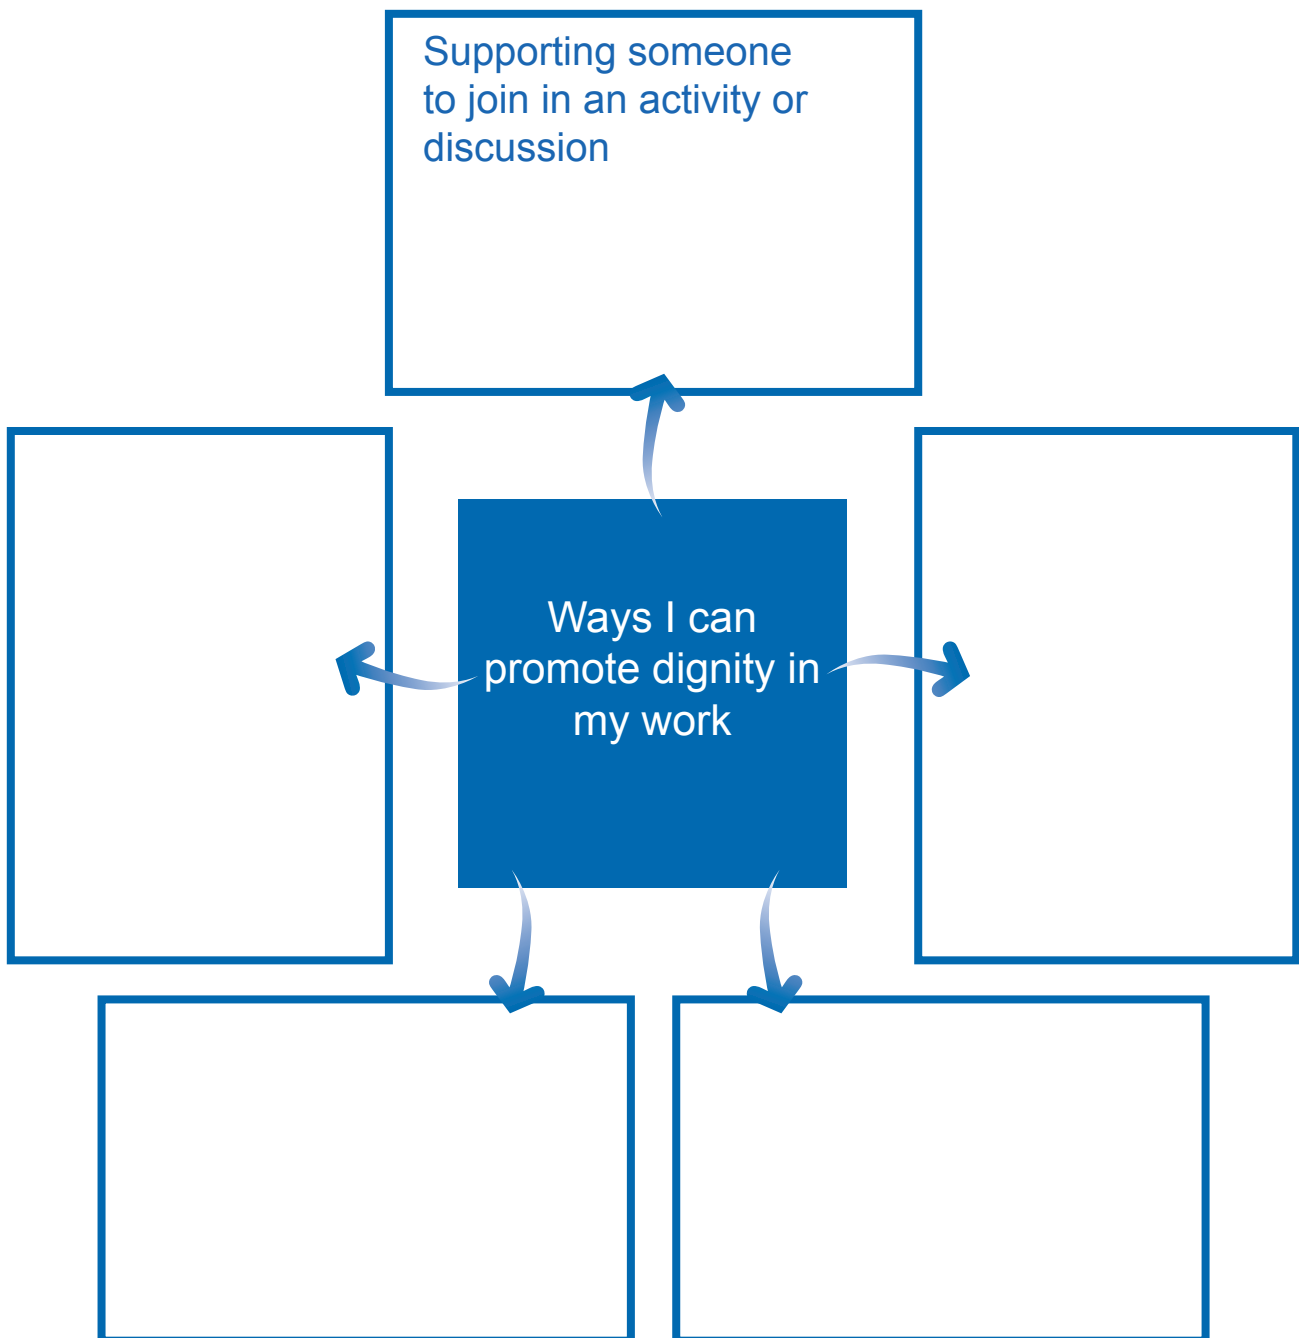 Supporting someone
to join in an activity or
discussion
Ways I can
promote dignity in
my work